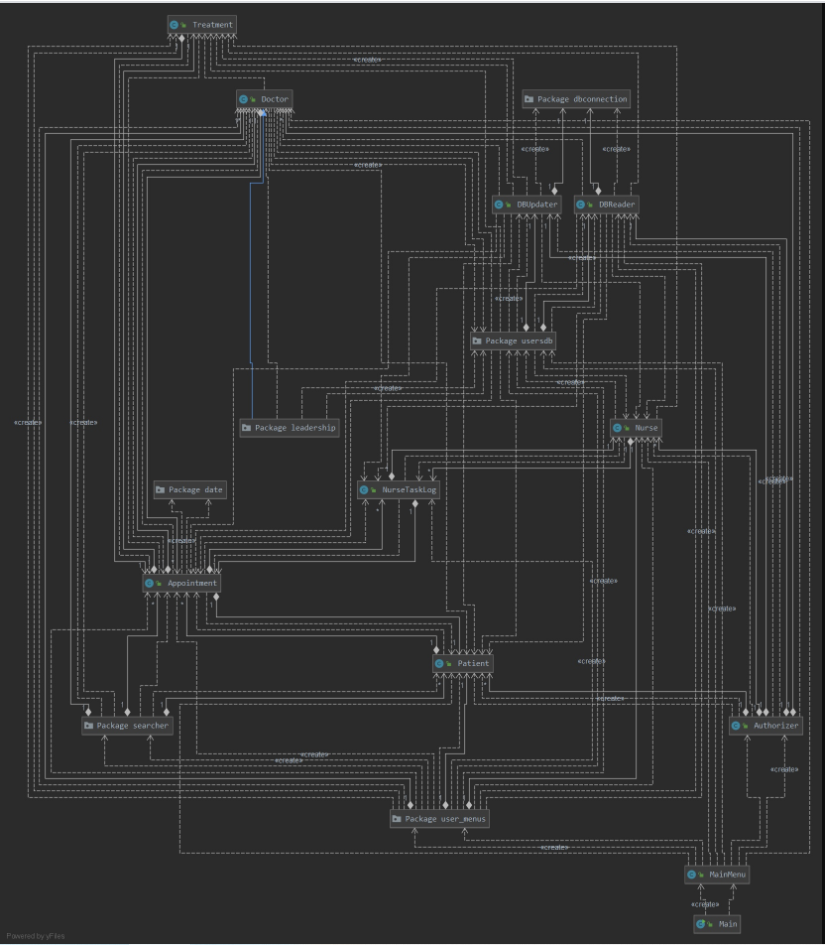 Treatment
«create»
Doctor
Package dbconnection
«create»
«create»
«create»
DBUpdater
DBReader
«create»
«create»
Package usersdb
«create»
«create»
«create»
«create»
Package leadership
Nurse
Package date
NurseTaskLog
«create»
«create»
«create»
Appointment
«create»
«create»
Patient
«create»
«create»
Package searcher
Authorizer
«create»
«create»
«create»
Package user_menus
«create»
MainMenu
«create»
Main
Powered by yFiles